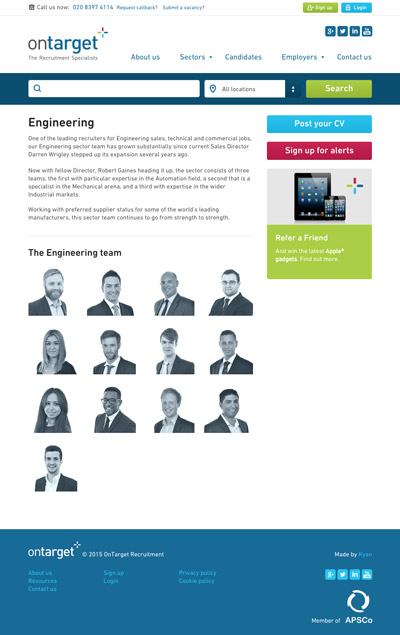 Call us now: 020 8397 4114 Request callback? Submit a vacancy? Sign up Login
ontarget
The Recruitment Specialists
About us Sectors Candidates Employers Contact us
All locations Search
Engineering
One of the leading recruiters for Engineering sales, technical and commercial jobs,
our Engineering sector team has grown substantially since current Sales Director
Darren Wrigley stepped up its expansion several years ago.
Now with fellow Director, Robert Gaines heading it up, the sector consists of three
teams, the first with particular expertise in the Automation field, a second that is a
specialist in the Mechanical arena, and a third with expertise in the wider
Industrial markets.
Working with preferred supplier status for some of the world's leading
manufacturers, this sector team continues to go from strength to strength.
Post your CV
Sign up for alerts
Refer a Friend
And win the latest Apple®
gadgets. Find out more.
The Engineering team
ontarget © 2015 OnTarget Recruitment
Made by Ryan
About us Sign up Privacy policy
Resources Login Cookie policy
Contact us
Member of APSCo